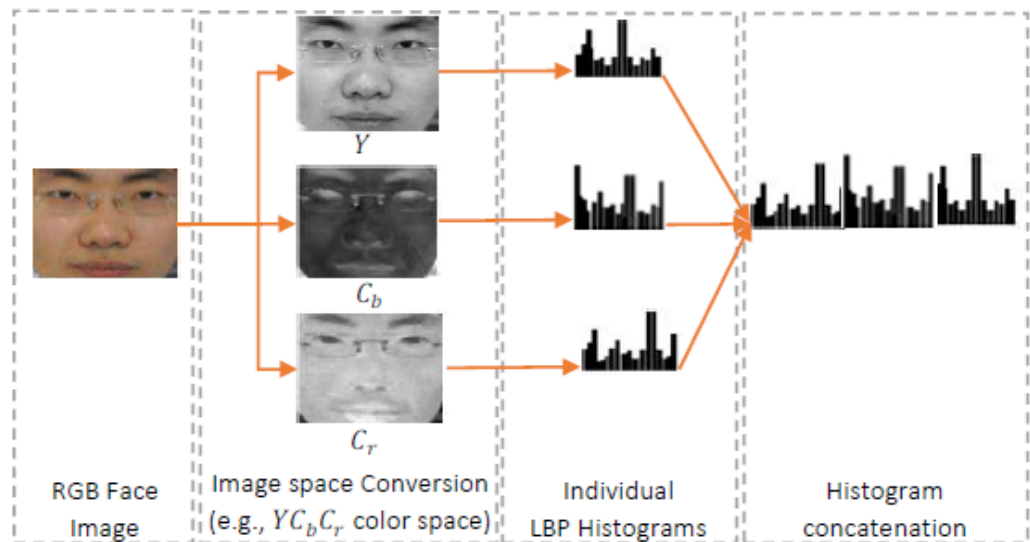 Y
C_b
C_r
RGB Face
Image
Image space Conversion
(e.g., YC_bC_r color space)
Individual
LBP Histograms
Histogram
concatenation